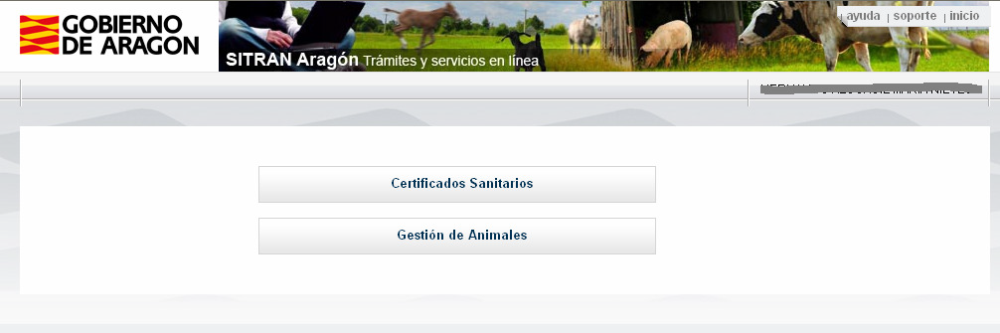 GOBIERNO
DE ARAGON
ayuda
soporte
inicio
SITRAN Aragón Trámites y servicios en línea
Certificados Sanitarios
Gestión de Animales